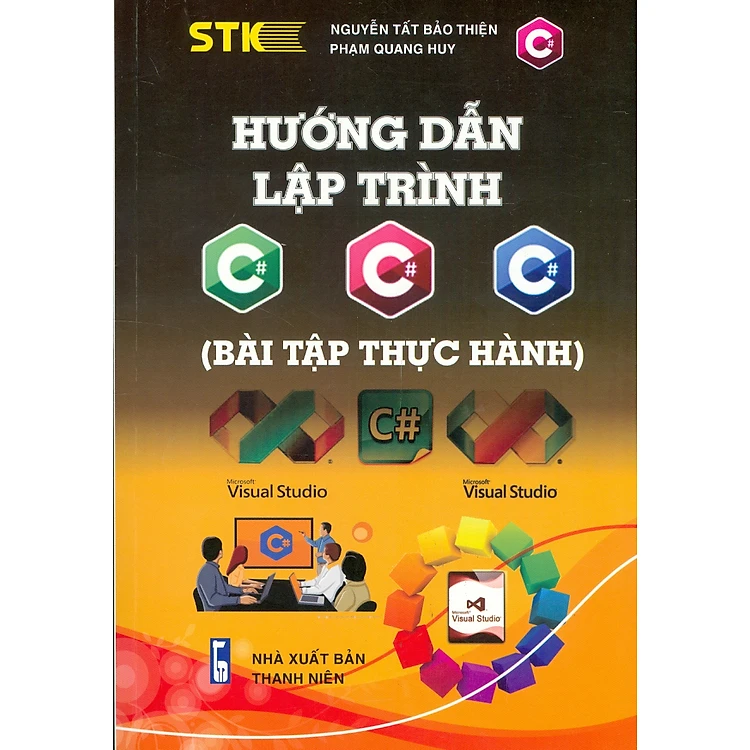 STK
NGUYỄN TẤT BẢO THIỆN
PHẠM QUANG HUY
C#
HƯỚNG DẪN
LẬP TRÌNH
C# C# C#
(BÀI TẬP THỰC HÀNH)
C#
Microsoft®
Visual Studio
Microsoft®
Visual Studio
C#
Microsoft®
Visual Studio
NHÀ XUẤT BẢN
THANH NIÊN